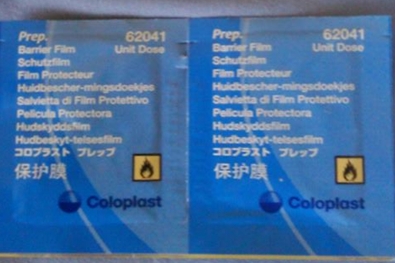 Prep. 62041
Barrier Film Unit Dose
Schutzfilm
Film Protecteur
Huidbescher-mingsdoekjes
Salvietta di Film Protettivo
Pelicula Protectora
Hudskyddsfilm
Hudbeskyt-telsesfilm
コロプラスト プレップ
保护膜
Coloplast
Prep. 62041
Barrier Film Unit Dose
Schutzfilm
Film Protecteur
Huidbescher-mingsdoekjes
Salvietta di Film Protettivo
Pelicula Protectora
Hudskyddsfilm
Hudbeskyt-telsesfilm
コロプラスト プレップ
保护膜
Coloplast